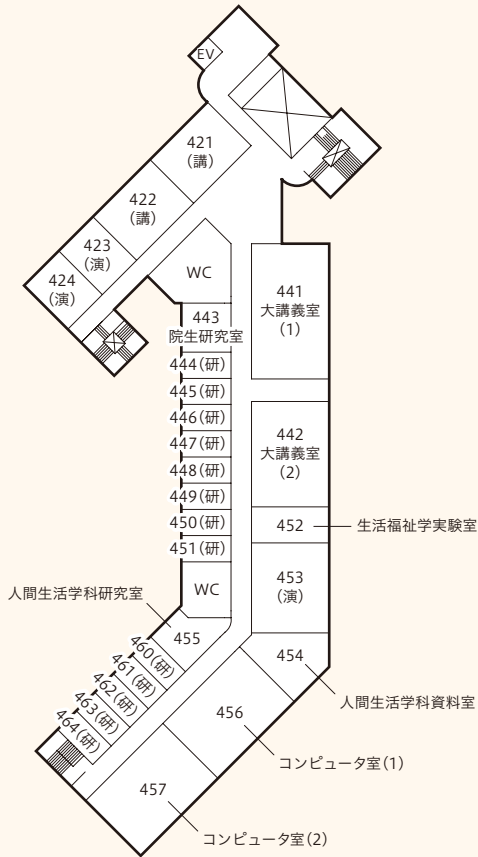 EV
421
(講)
422
(講)
423
(演)
424
(演)
WC
441
大講義室
(1)
443
院生研究室
444(研)
445(研)
446(研)
447(研)
448(研)
449(研)
450(研)
451(研)
442
大講義室
(2)
452
生活福祉学実験室
453
(演)
WC
人間生活学科研究室
455
454
人間生活学科資料室
460(研)
461(研)
462(研)
463(研)
464(研)
456
コンピュータ室(1)
457
コンピュータ室(2)